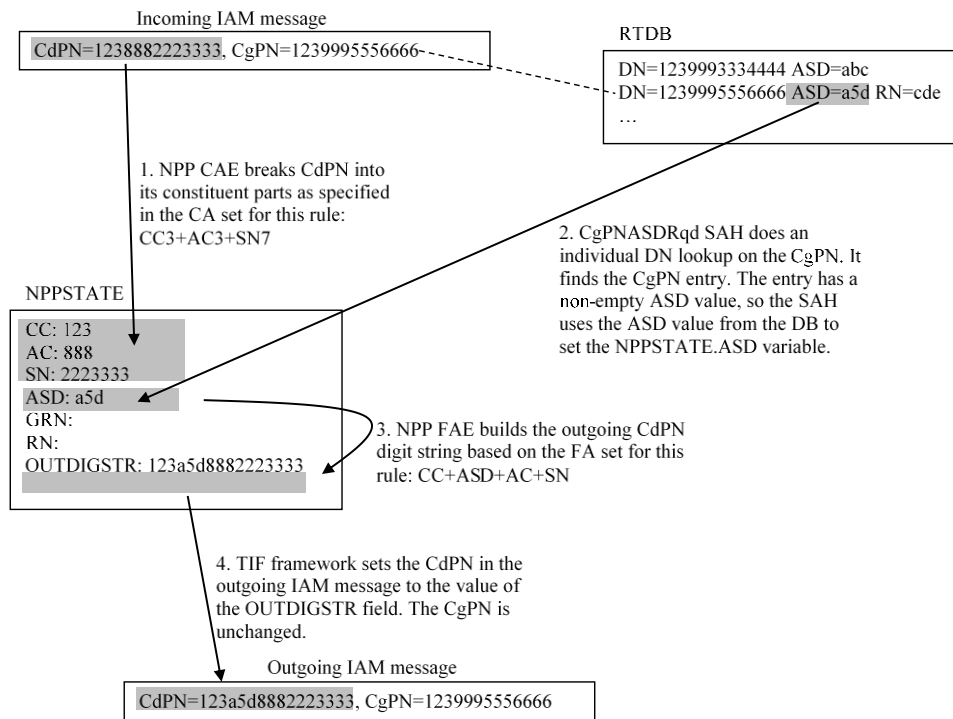 Incoming IAM message
CdPN=1238882223333, CgPN=1239995556666
RTDB
DN=1239993334444 ASD=abc
DN=1239995556666 ASD=a5d RN=cde
…
1. NPP CAE breaks CdPN into
its constituent parts as specified
in the CA set for this rule:
CC3+AC3+SN7
2. CgPNASDRqd SAH does an
individual DN lookup on the CgPN. It
finds the CgPN entry. The entry has a
non-empty ASD value, so the SAH
uses the ASD value from the DB to
set the NPPSTATE.ASD variable.
NPPSTATE
CC: 123
AC: 888
SN: 2223333
ASD: a5d
GRN:
RN:
OUTDIGSTR: 123a5d8882223333
3. NPP FAE builds the outgoing CdPN
digit string based on the FA set for this
rule: CC+ASD+AC+SN
4. TIF framework sets the CdPN in the
outgoing IAM message to the value of
the OUTDIGSTR field. The CgPN is
unchanged.
Outgoing IAM message
CdPN=123a5d8882223333, CgPN=1239995556666